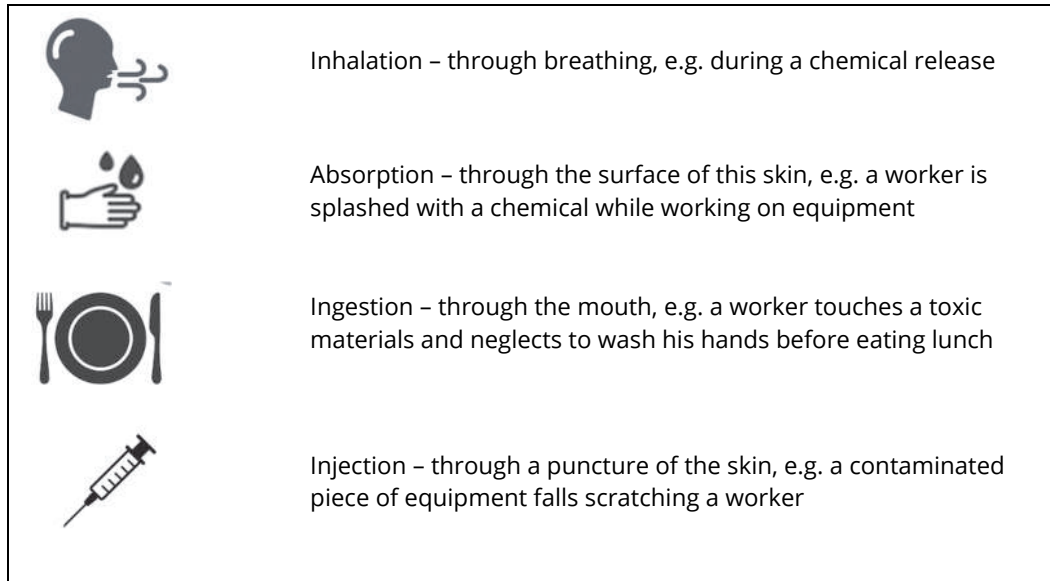 Inhalation – through breathing, e.g. during a chemical release
Absorption – through the surface of this skin, e.g. a worker is
splashed with a chemical while working on equipment
Ingestion – through the mouth, e.g. a worker touches a toxic
materials and neglects to wash his hands before eating lunch
Injection – through a puncture of the skin, e.g. a contaminated
piece of equipment falls scratching a worker